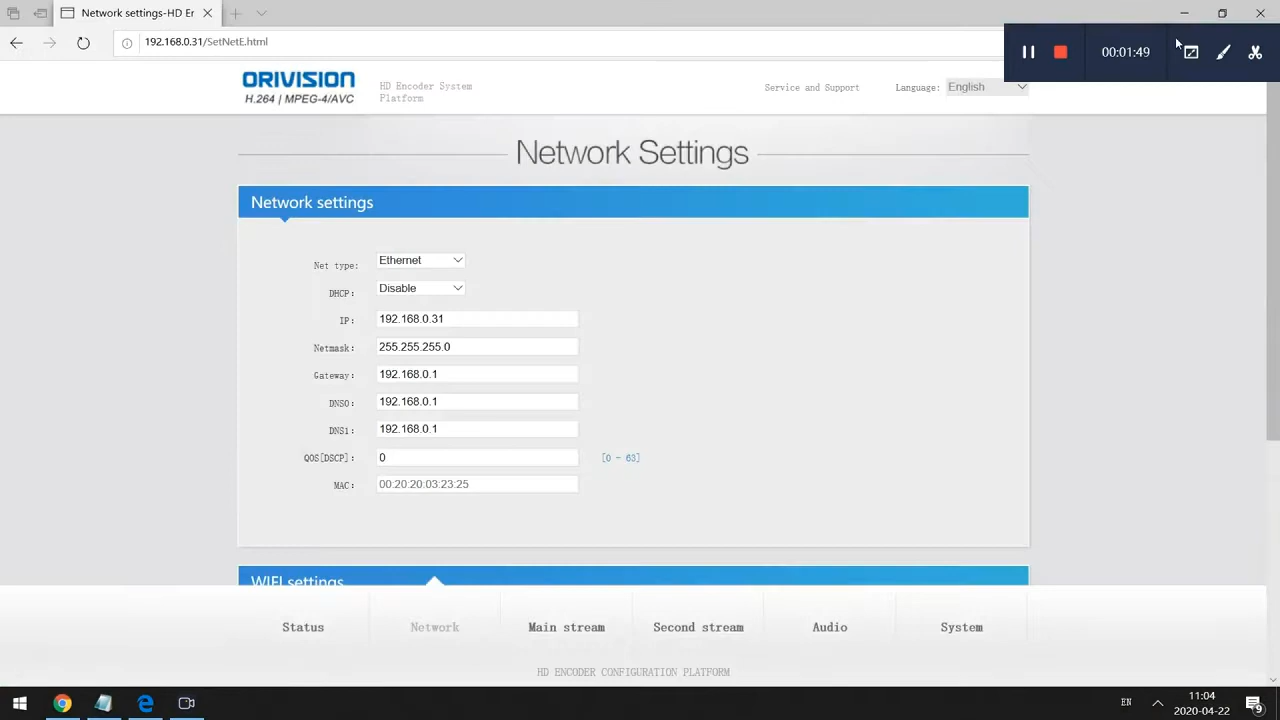 Network settings-HD Er
192.168.0.31/SetNetE.html
00:01:49
ORIVISION
H.264 | MPEG-4/AVC
HD Encoder System
Platform
Service and Support
Language:
English
Network Settings
Network settings
Net type:
Ethernet
DHCP:
Disable
IP:
192.168.0.31
Netmask:
255.255.255.0
Gateway:
192.168.0.1
DNS0:
192.168.0.1
DNS1:
192.168.0.1
QOS[DSCP]:
0
[0 - 63]
MAC:
00:20:20:03:23:25
WIFI settings
Status
Network
Main stream
Second stream
Audio
System
HD ENCODER CONFIGURATION PLATFORM
EN
11:04
2020-04-22
9